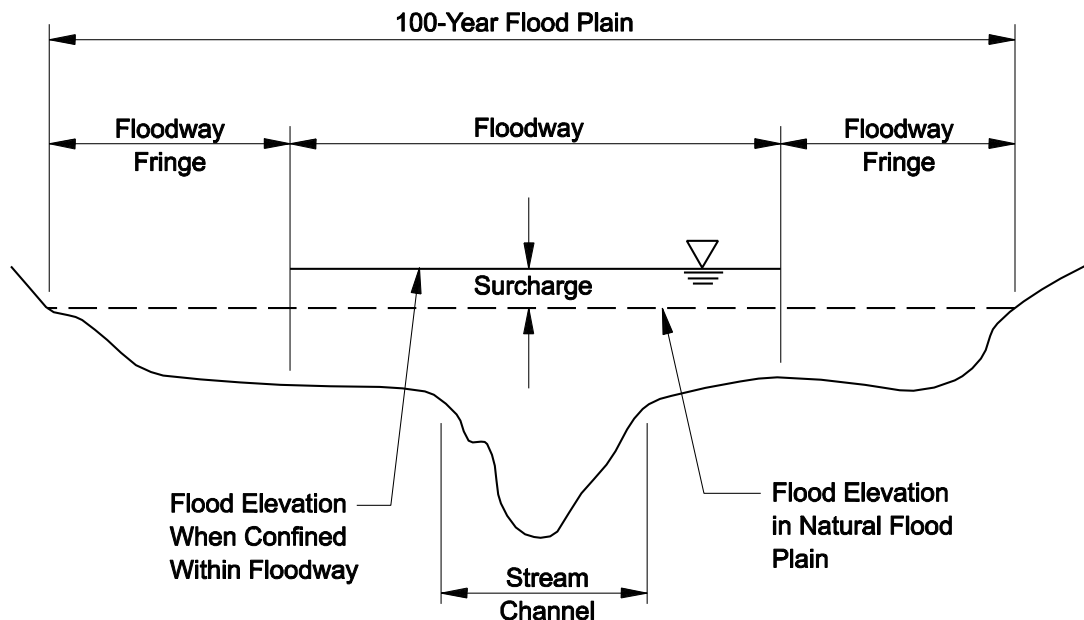 100-Year Flood Plain
Floodway
Fringe
Floodway
Floodway
Fringe
Surcharge
Flood Elevation
When Confined
Within Floodway
Flood Elevation
in Natural Flood
Plain
Stream
Channel